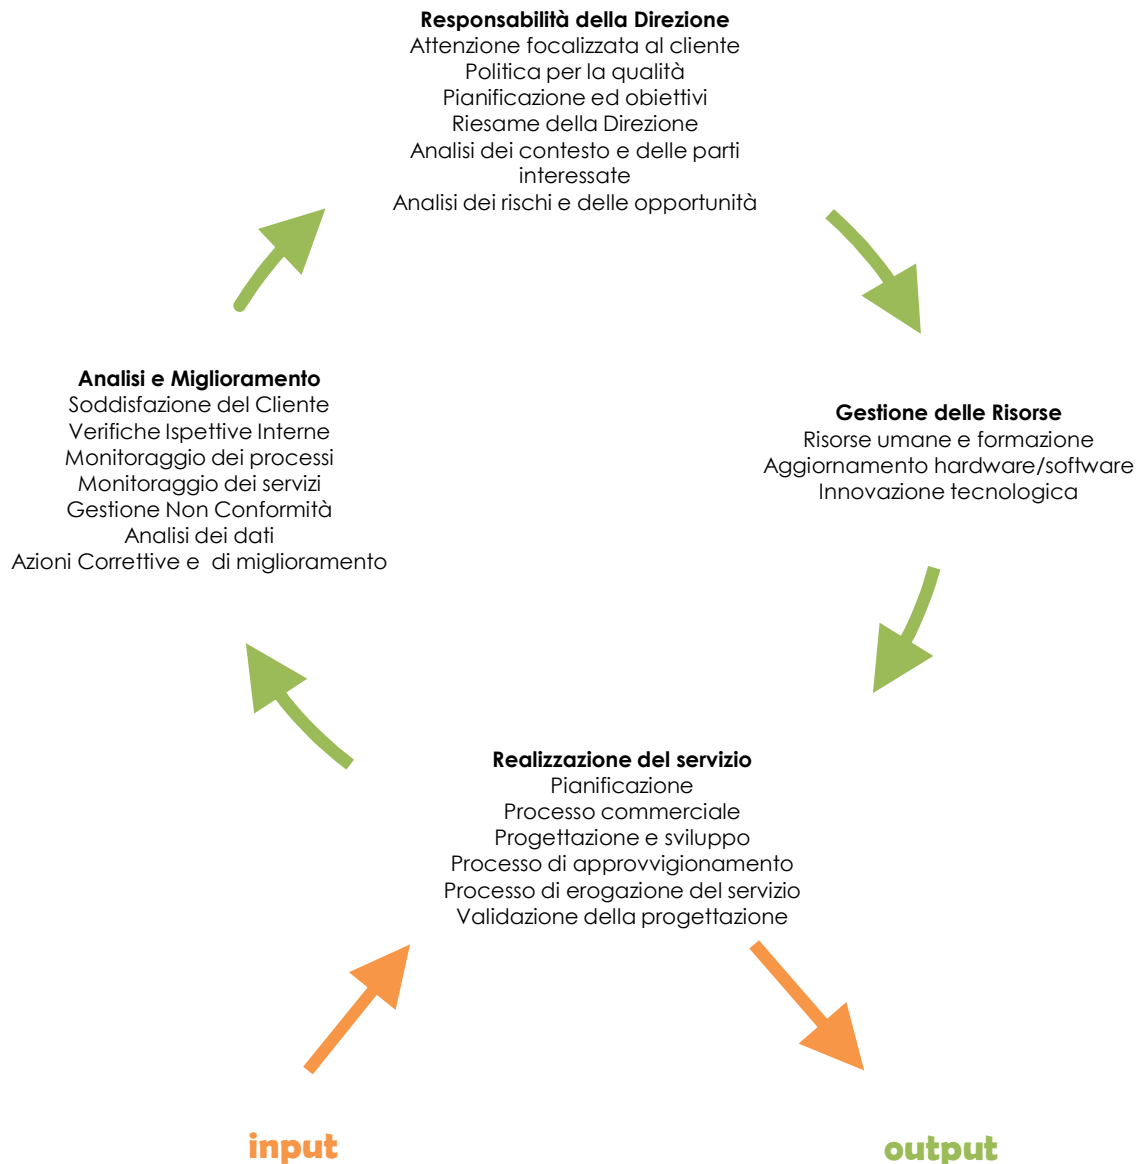 Responsabilità della Direzione
Attenzione focalizzata al cliente
Politica per la qualità
Pianificazione ed obiettivi
Riesame della Direzione
Analisi dei contesto e delle parti
interessate
Analisi dei rischi e delle opportunità
Analisi e Miglioramento
Soddisfazione del Cliente
Verifiche Ispettive Interne
Monitoraggio dei processi
Monitoraggio dei servizi
Gestione Non Conformità
Analisi dei dati
Azioni Correttive e  di miglioramento
Gestione delle Risorse
Risorse umane e formazione
Aggiornamento hardware/software
Innovazione tecnologica
Realizzazione del servizio
Pianificazione
Processo commerciale
Progettazione e sviluppo
Processo di approvvigionamento
Processo di erogazione del servizio
Validazione della progettazione
input
output